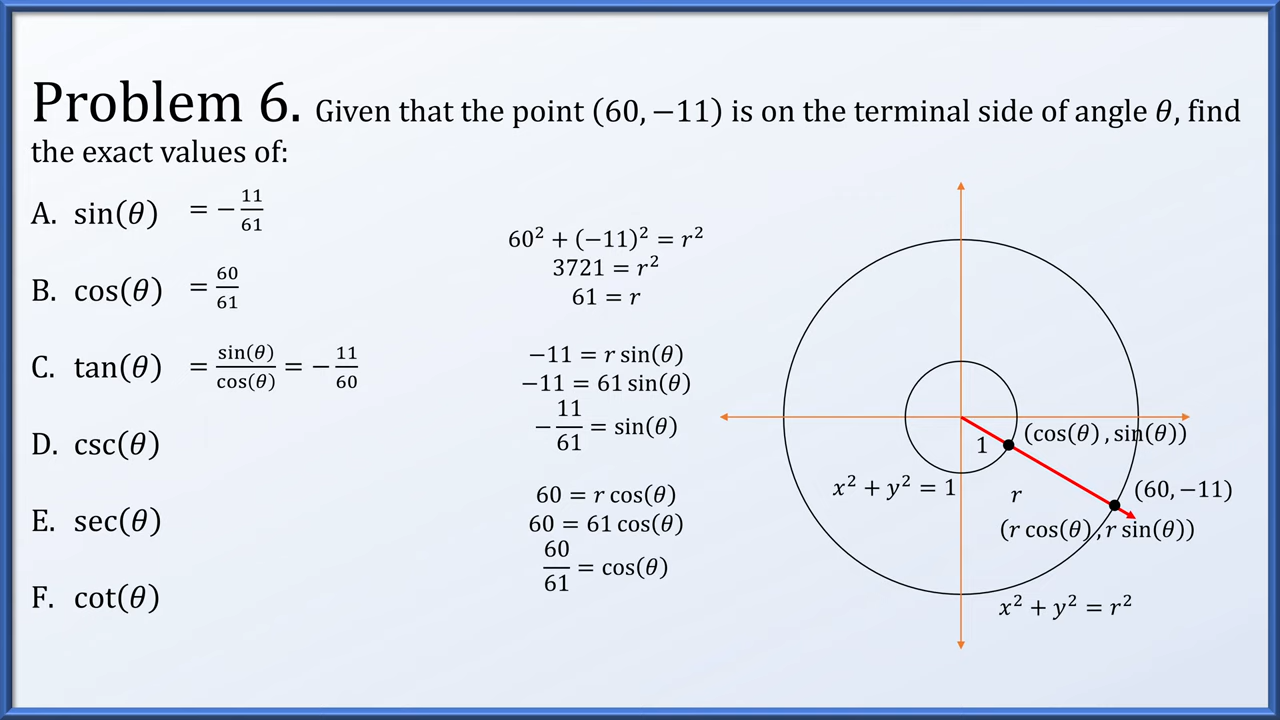 Problem 6. Given that the point (60, −11) is on the terminal side of angle θ, find
the exact values of:
A. sin(θ) = −11/61
B. cos(θ) = 60/61
C. tan(θ) = sin(θ)/cos(θ) = −11/60
D. csc(θ)
E. sec(θ)
F. cot(θ)
60² + (−11)² = r²
3721 = r²
61 = r
−11 = r sin(θ)
−11 = 61 sin(θ)
−11/61 = sin(θ)
60 = r cos(θ)
60 = 61 cos(θ)
60/61 = cos(θ)
(cos(θ), sin(θ))
1
x² + y² = 1
r
(60, −11)
(r cos(θ), r sin(θ))
x² + y² = r²